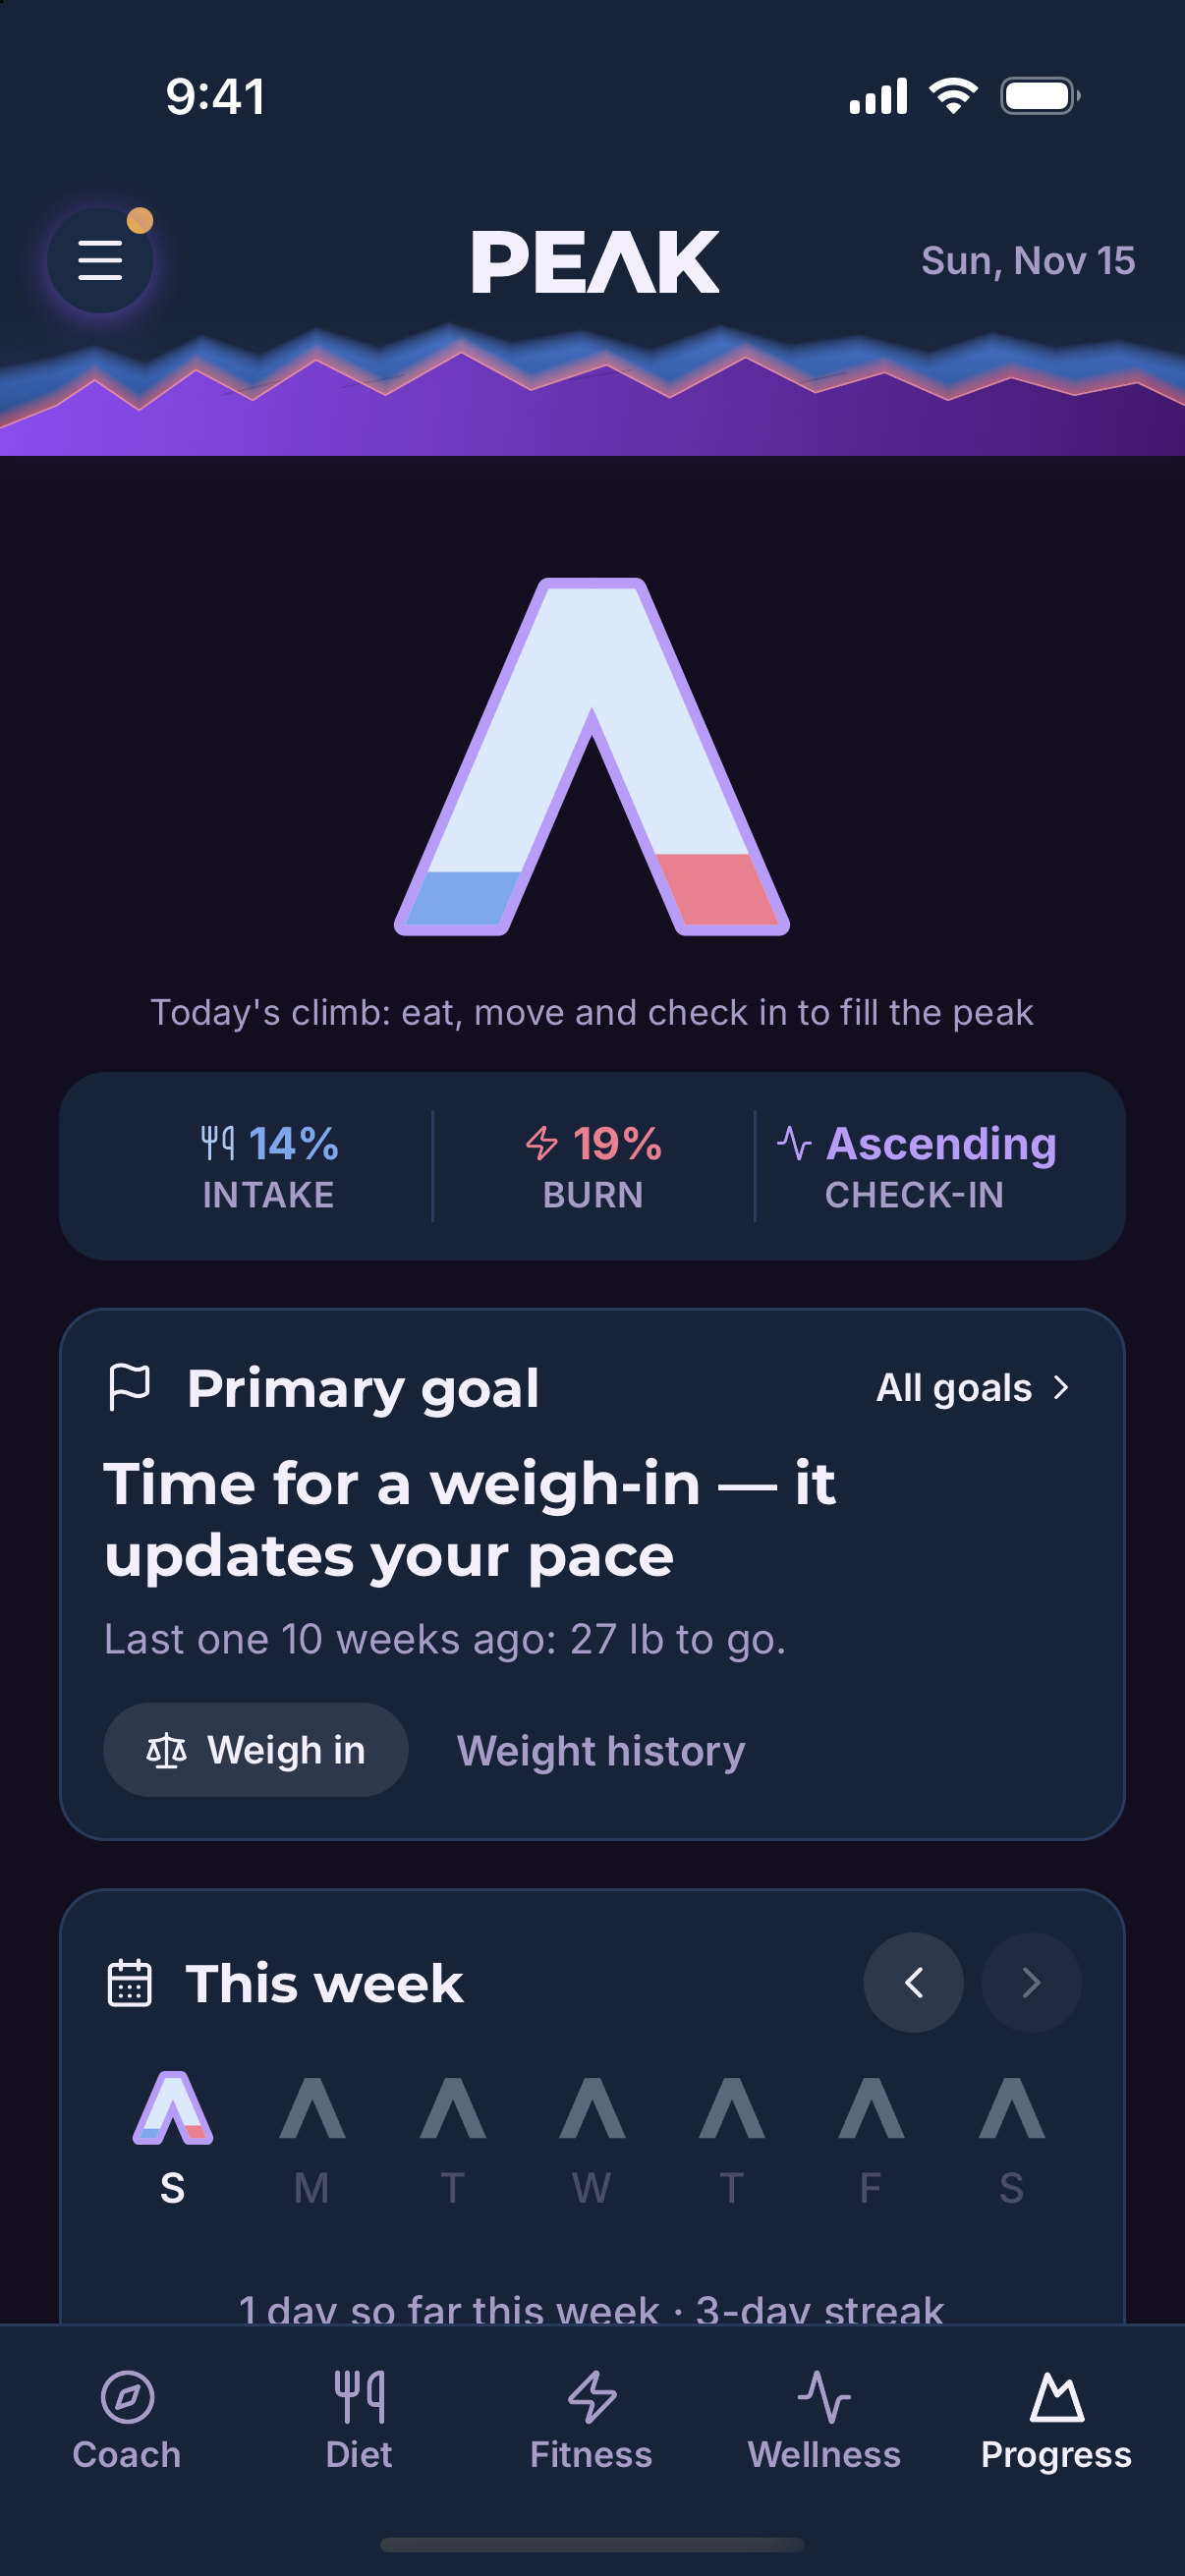 9:41
PEAK
Sun, Nov 15
Today's climb: eat, move and check in to fill the peak
14%
INTAKE
19%
BURN
Ascending
CHECK-IN
Primary goal
All goals
Time for a weigh-in — it
updates your pace
Last one 10 weeks ago: 27 lb to go.
Weigh in
Weight history
This week
S M T W T F S
1 day so far this week · 3-day streak
Coach
Diet
Fitness
Wellness
Progress